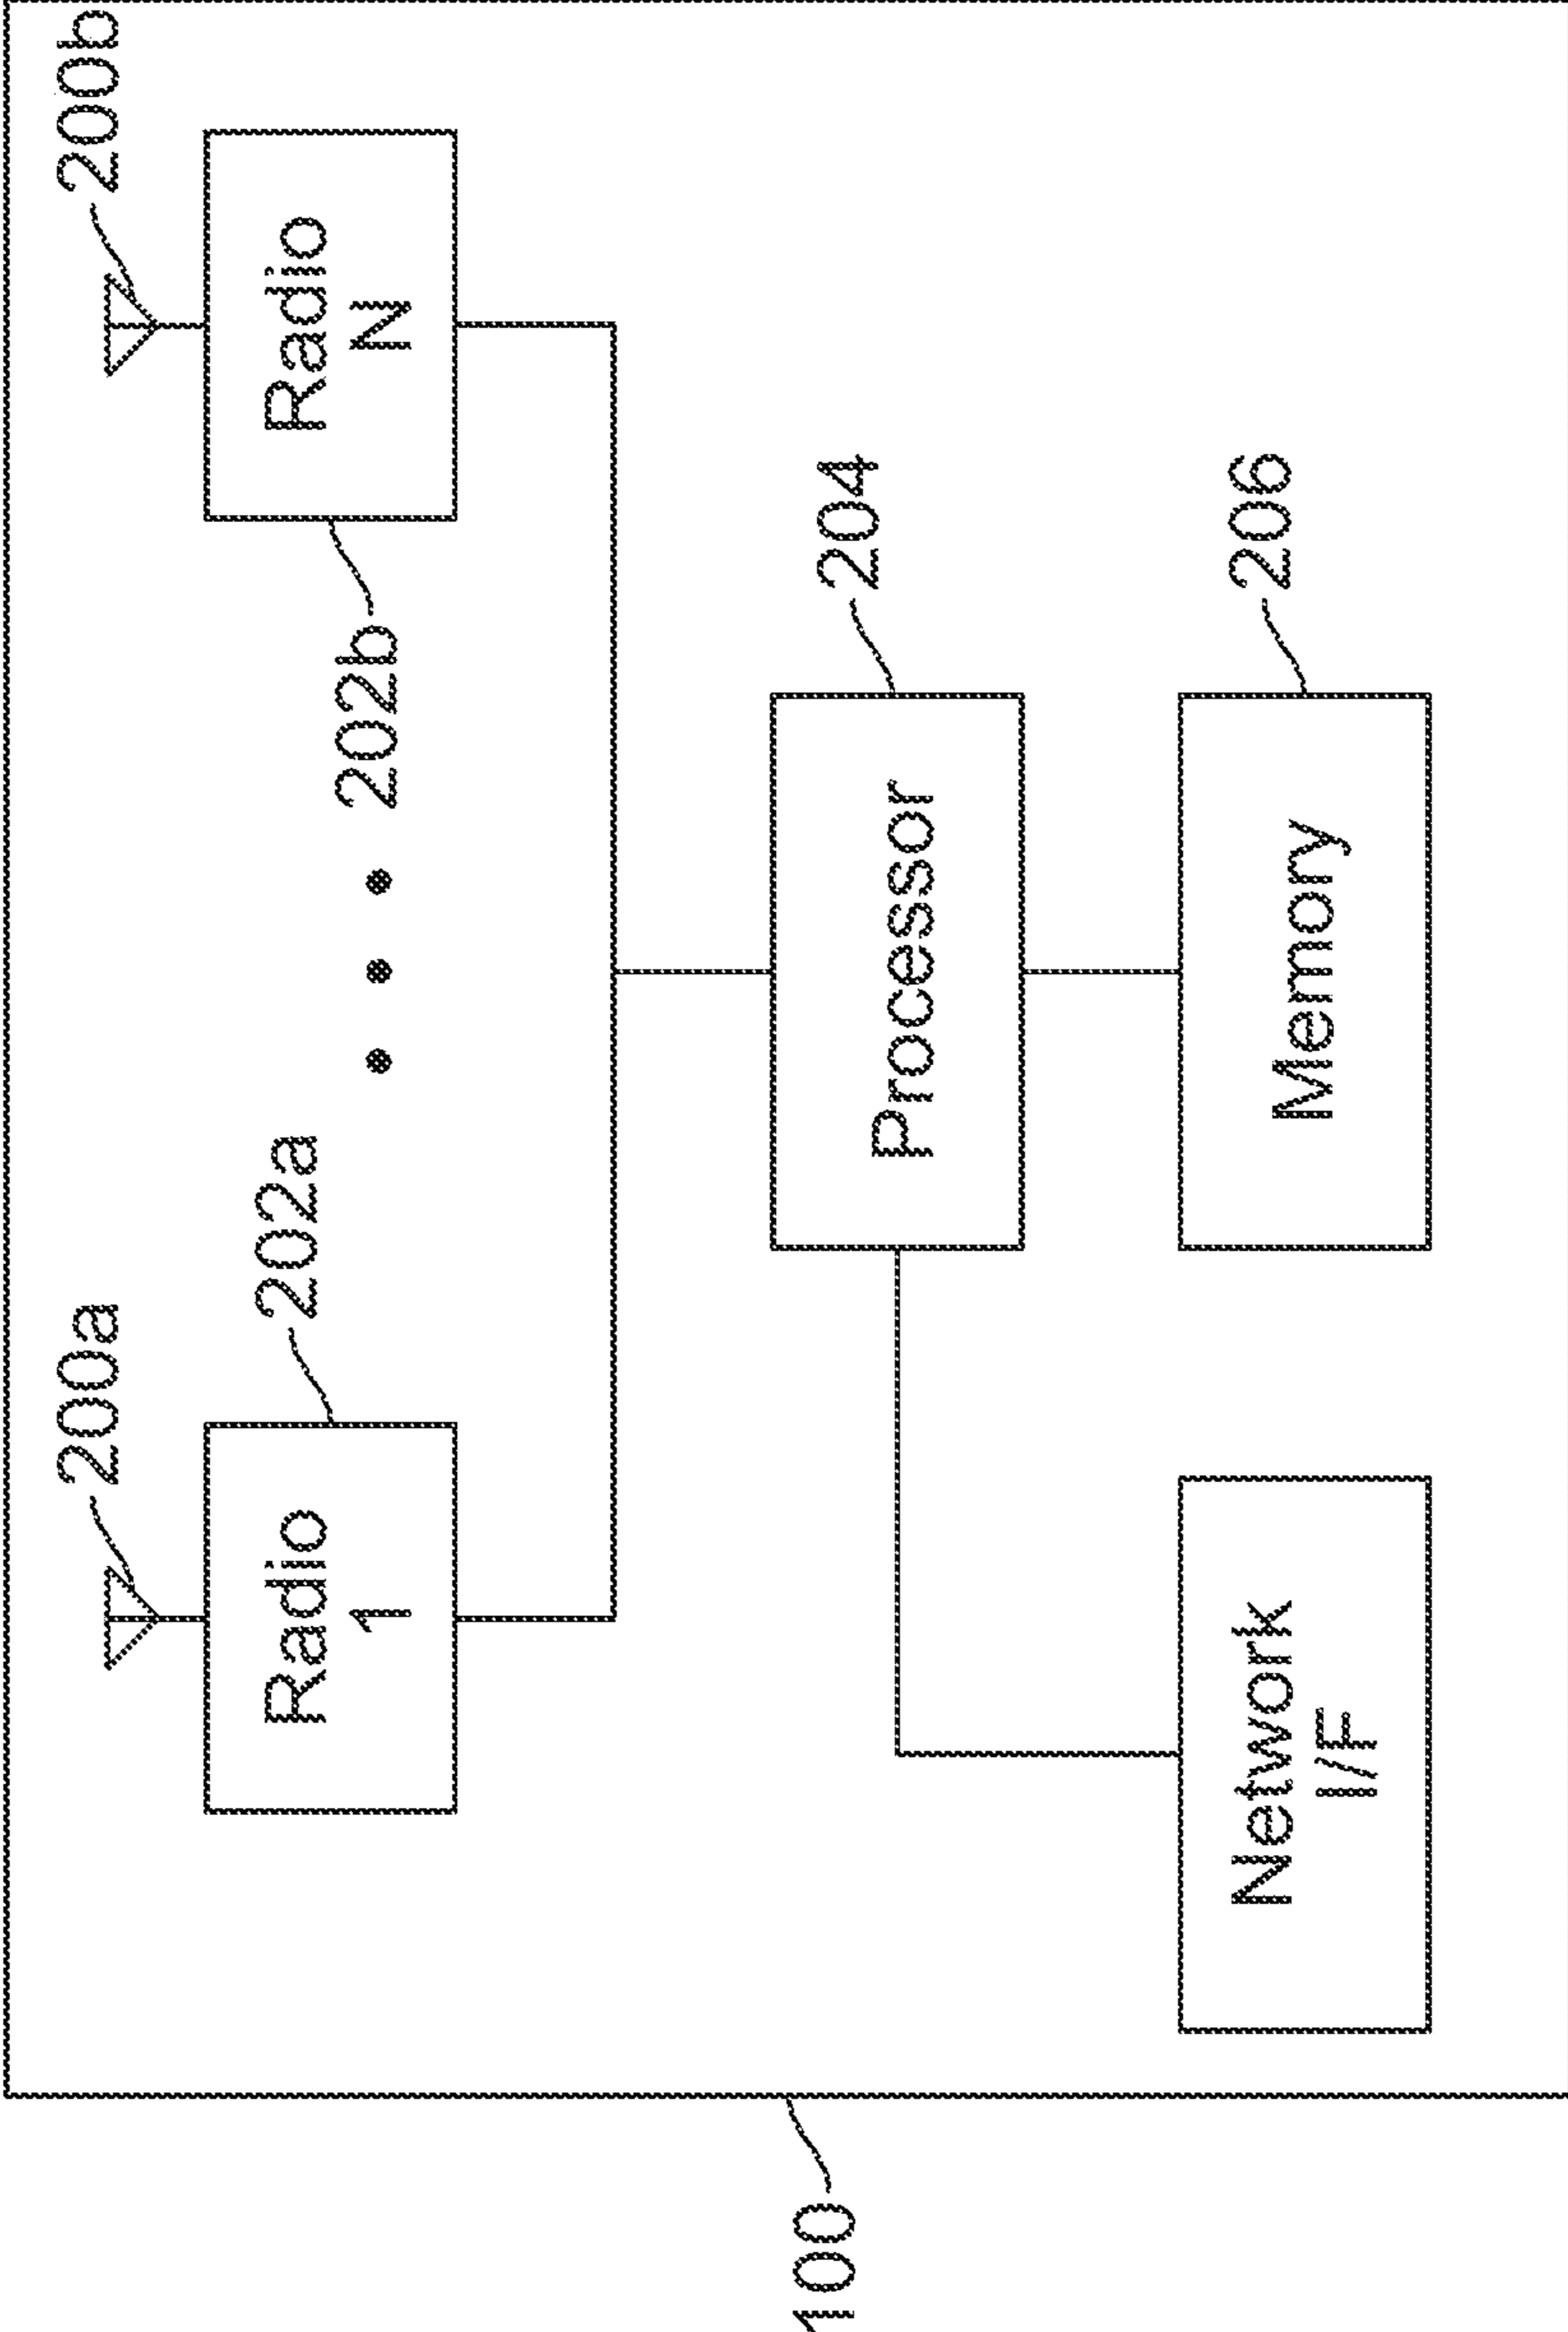 200a
200b
Radio
1
202a
Radio
N
202b
100
Processor
204
Network
I/F
Memory
206